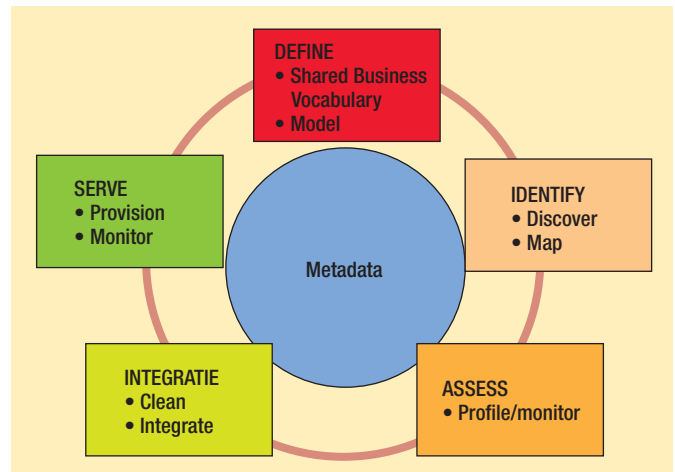 DEFINE
• Shared Business
Vocabulary
• Model
SERVE
• Provision
• Monitor
IDENTIFY
• Discover
• Map
Metadata
INTEGRATIE
• Clean
• Integrate
ASSESS
• Profile/monitor